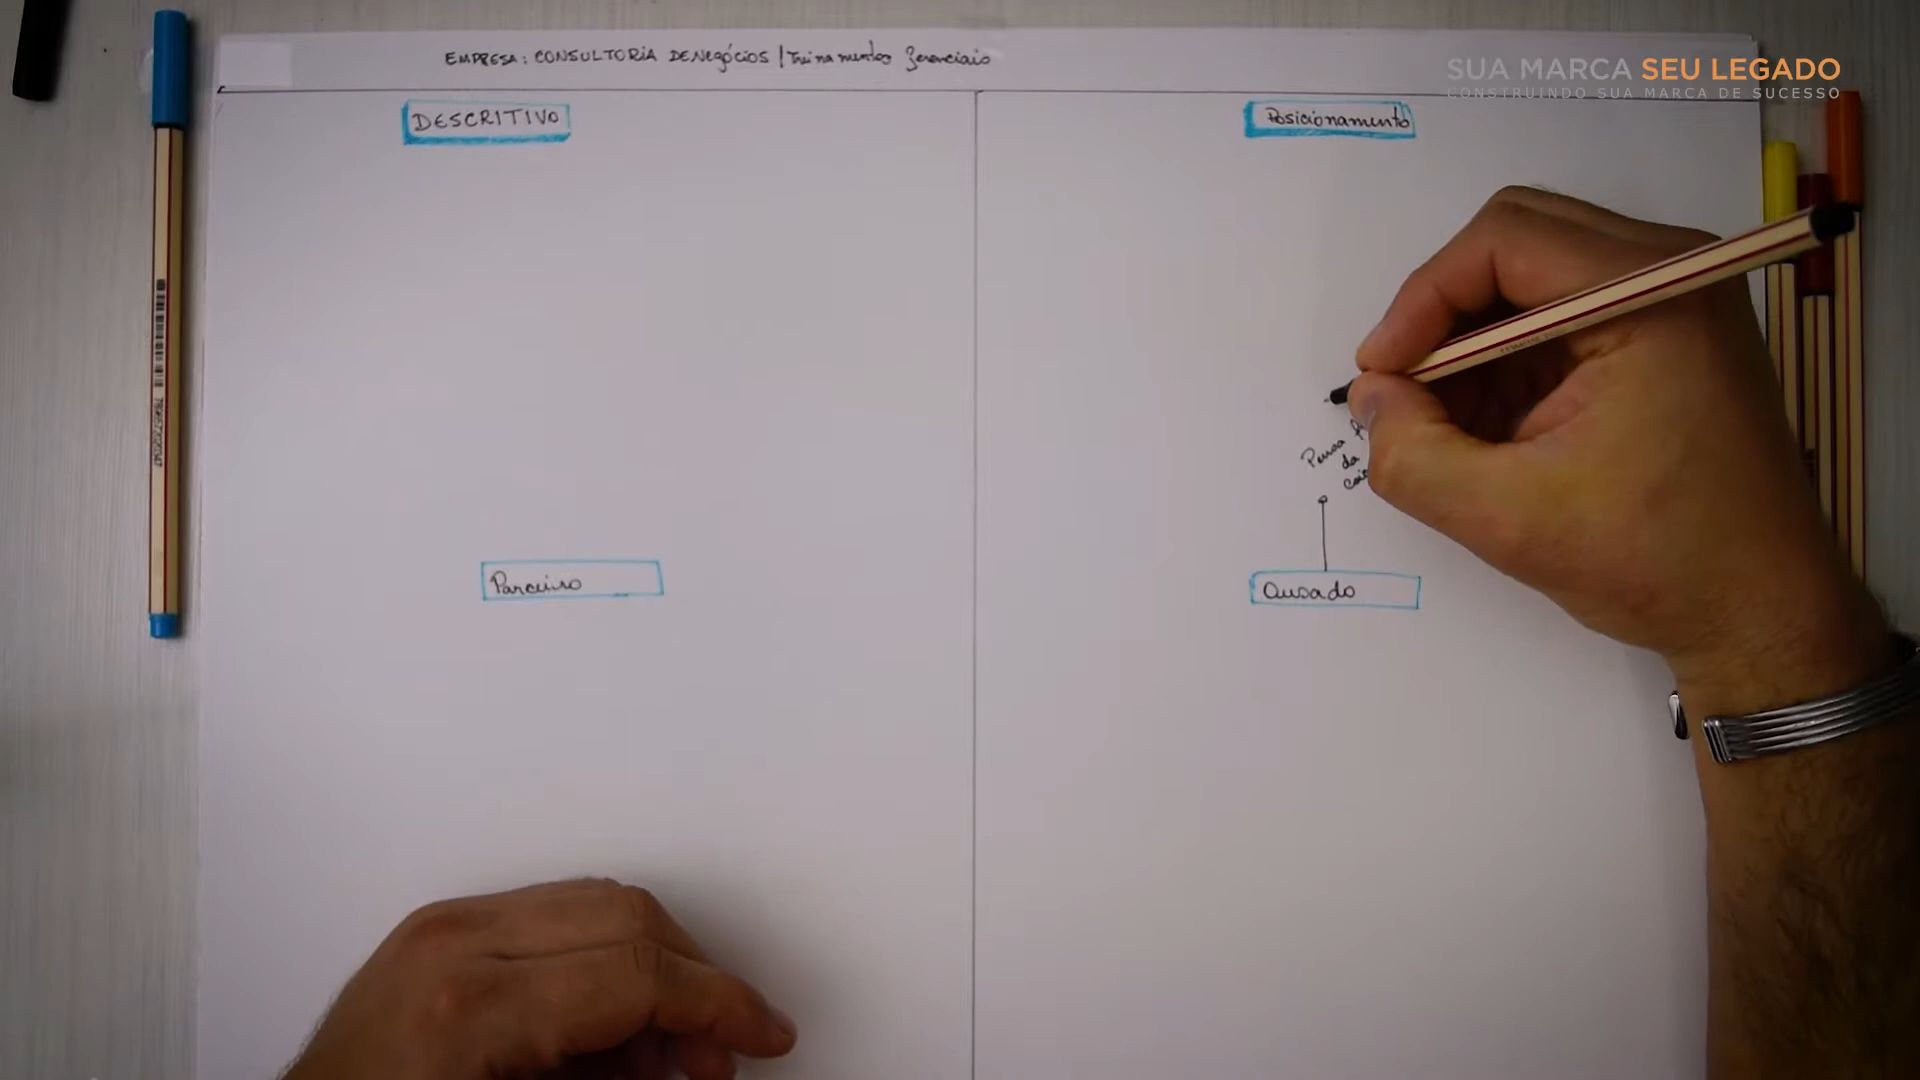 EMPRESA: CONSULTORIA DE NEGÓCIOS / Treinamentos Gerenciais
SUA MARCA SEU LEGADO
CONSTRUINDO SUA MARCA DE SUCESSO
DESCRITIVO
Posicionamento
Pensa
da
Parceiro
Ousado